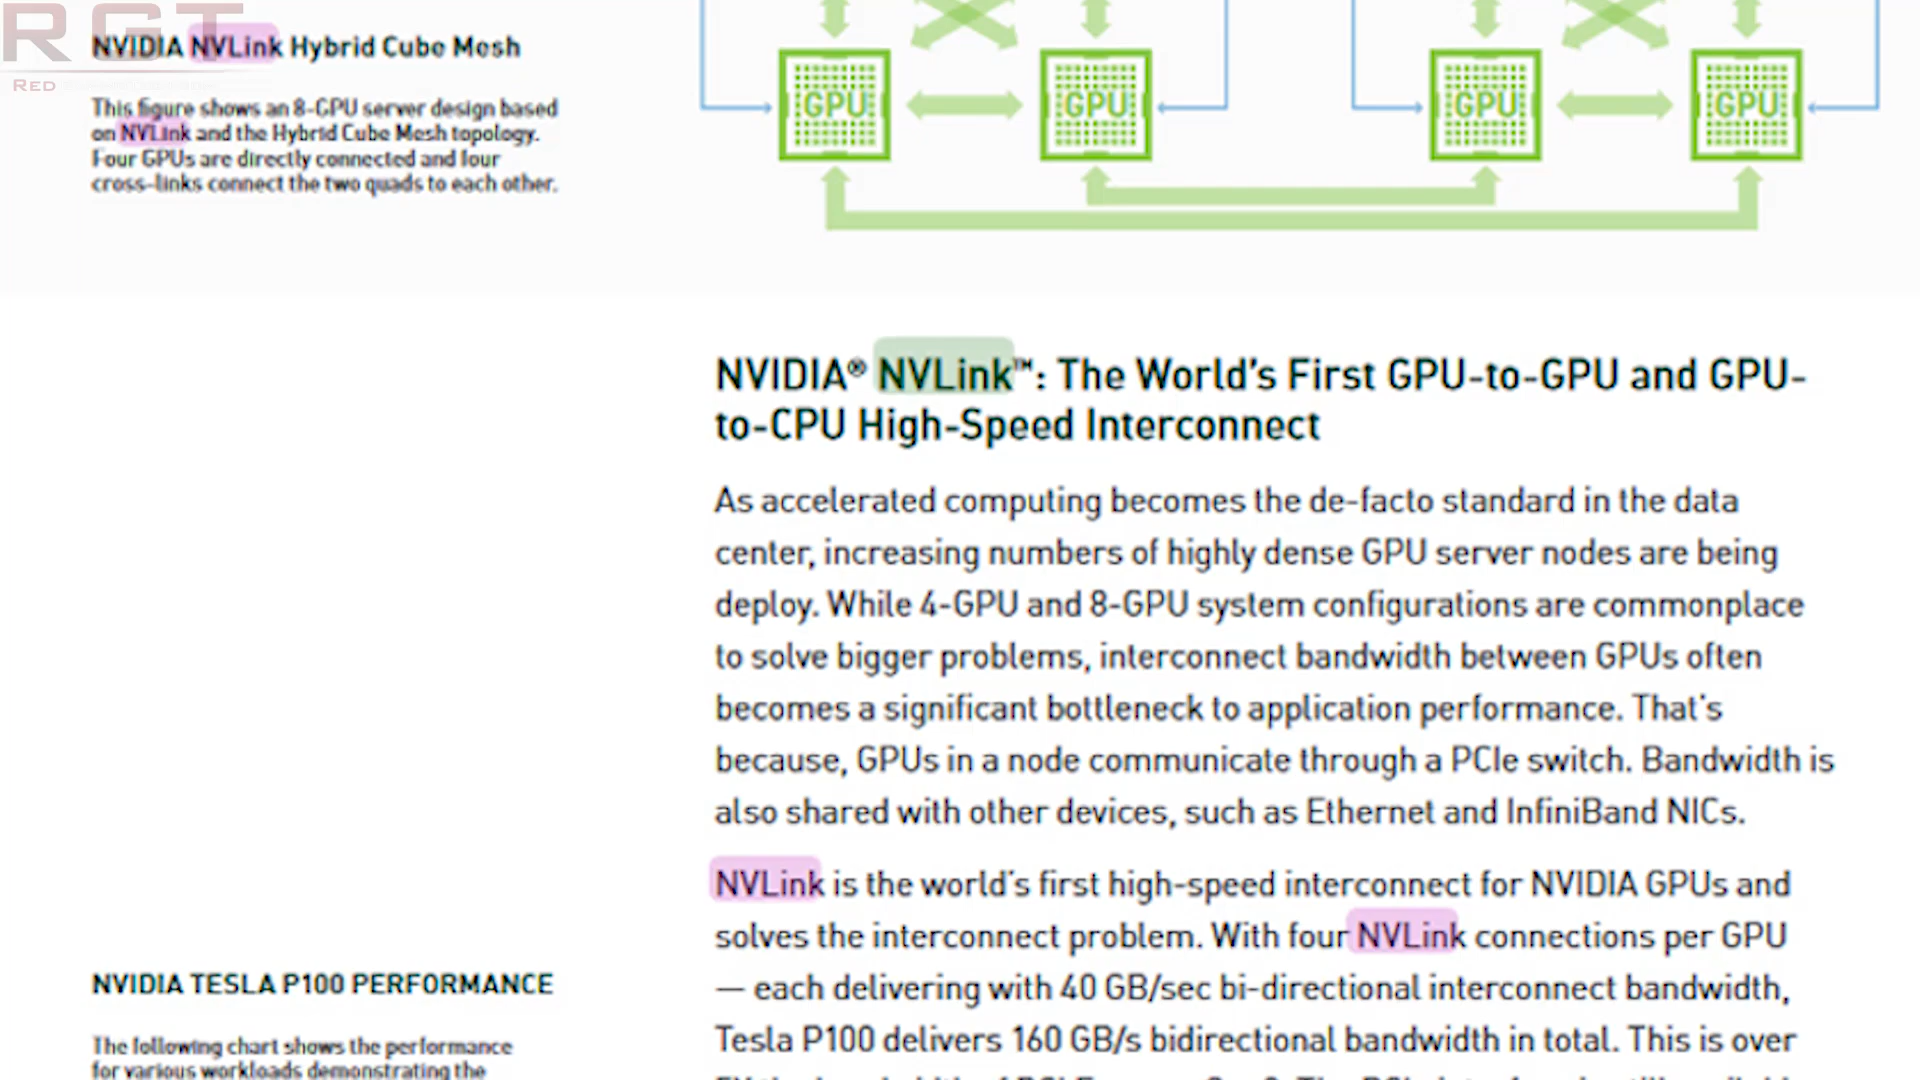 RGT
RED
NVIDIA NVLink Hybrid Cube Mesh
This figure shows an 8-GPU server design based
on NVLink and the Hybrid Cube Mesh topology.
Four GPUs are directly connected and four
cross-links connect the two quads to each other.
GPU GPU GPU GPU
NVIDIA® NVLink™: The World's First GPU-to-GPU and GPU-
to-CPU High-Speed Interconnect
As accelerated computing becomes the de-facto standard in the data
center, increasing numbers of highly dense GPU server nodes are being
deploy. While 4-GPU and 8-GPU system configurations are commonplace
to solve bigger problems, interconnect bandwidth between GPUs often
becomes a significant bottleneck to application performance. That's
because, GPUs in a node communicate through a PCIe switch. Bandwidth is
also shared with other devices, such as Ethernet and InfiniBand NICs.
NVLink is the world's first high-speed interconnect for NVIDIA GPUs and
solves the interconnect problem. With four NVLink connections per GPU
— each delivering with 40 GB/sec bi-directional interconnect bandwidth,
Tesla P100 delivers 160 GB/s bidirectional bandwidth in total. This is over
NVIDIA TESLA P100 PERFORMANCE
The following chart shows the performance
for various workloads demonstrating the